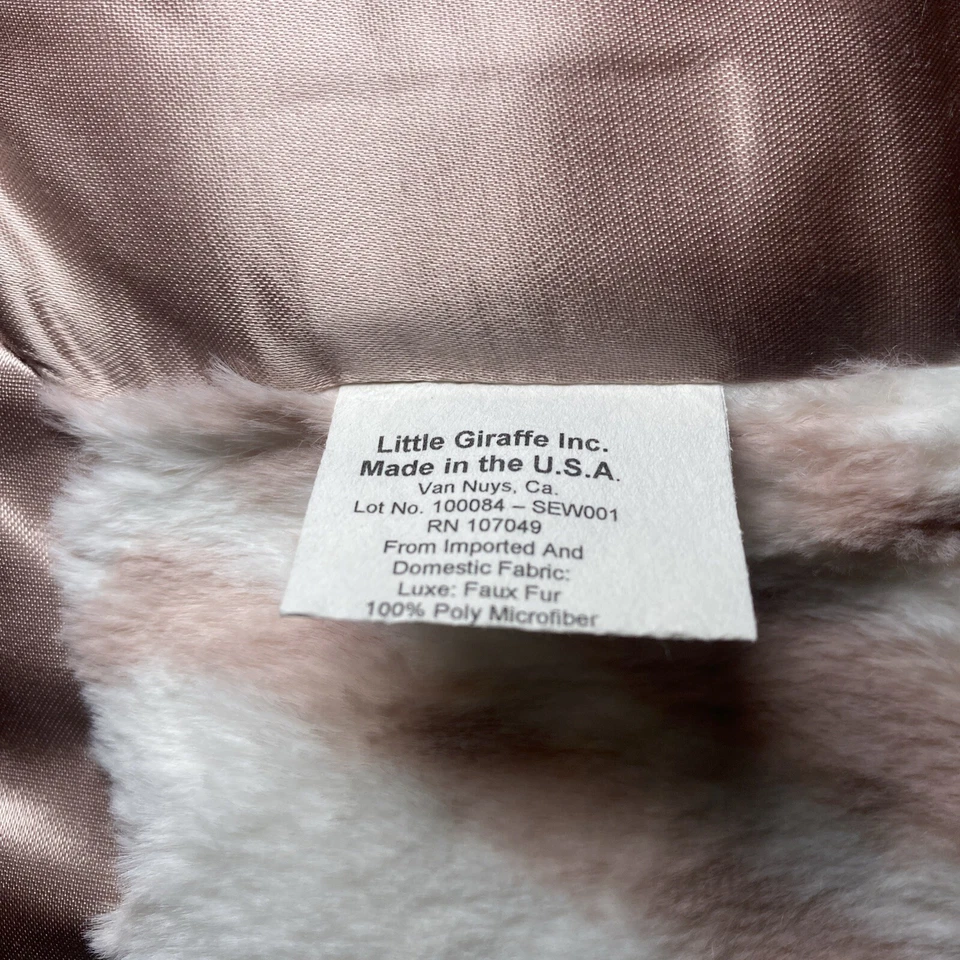 Little Giraffe Inc.
Made in the U.S.A.
Van Nuys, Ca.
Lot No. 100084 – SEW001
RN 107049
From Imported And
Domestic Fabric:
Luxe: Faux Fur
100% Poly Microfiber